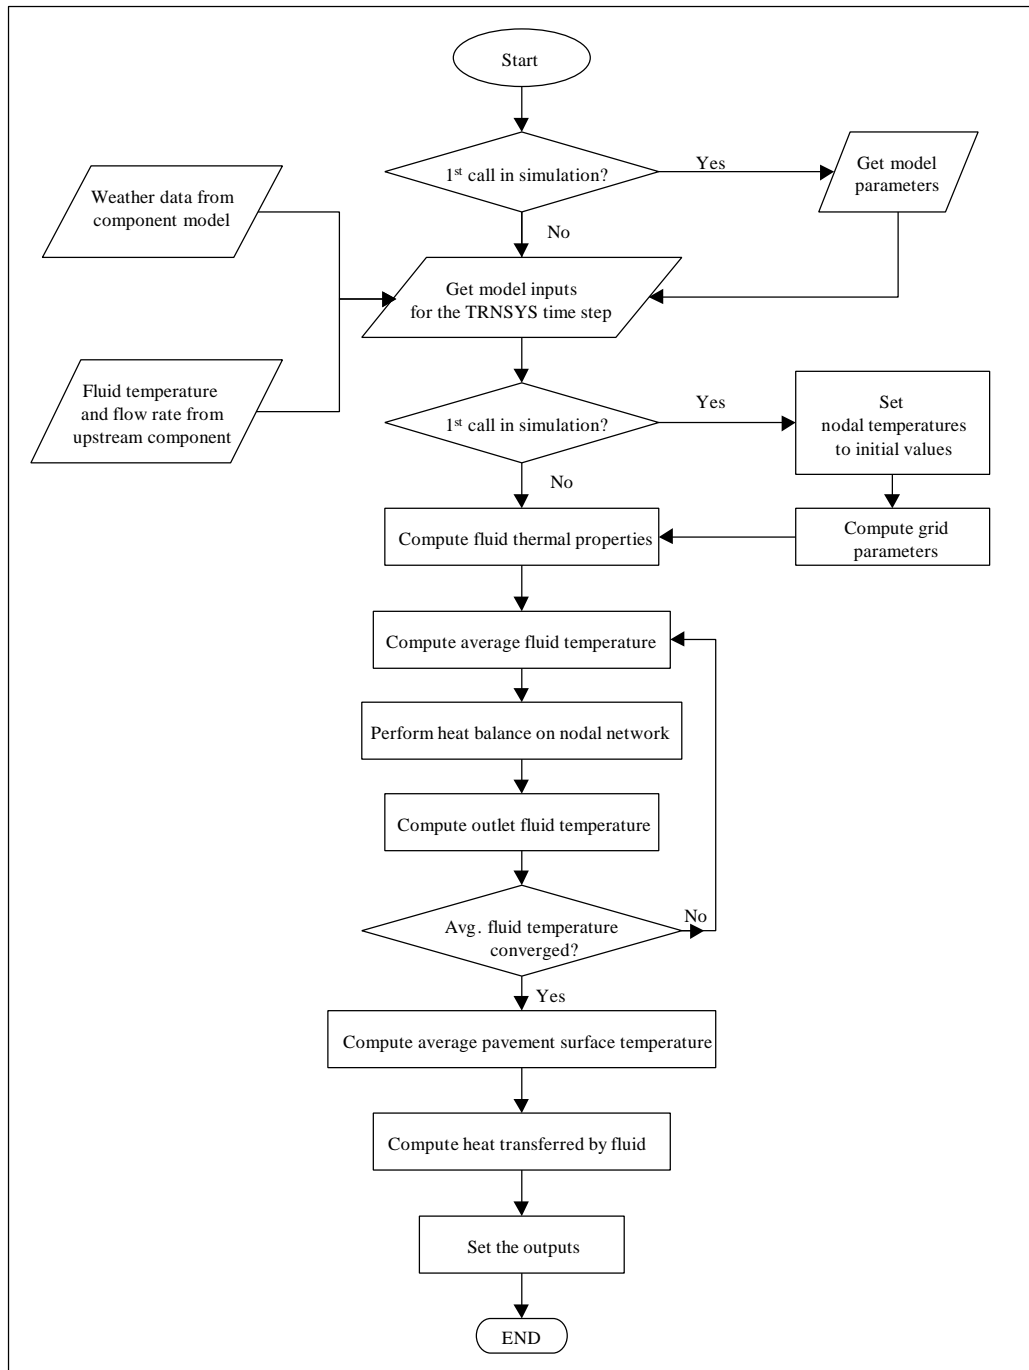 Start
1st call in simulation?
Yes
Get model
parameters
Weather data from
component model
No
Get model inputs
for the TRNSYS time step
Fluid temperature
and flow rate from
upstream component
1st call in simulation?
Yes
Set
nodal temperatures
to initial values
No
Compute fluid thermal properties
Compute grid
parameters
Compute average fluid temperature
Perform heat balance on nodal network
Compute outlet fluid temperature
Avg. fluid temperature
converged?
No
Yes
Compute average pavement surface temperature
Compute heat transferred by fluid
Set the outputs
END